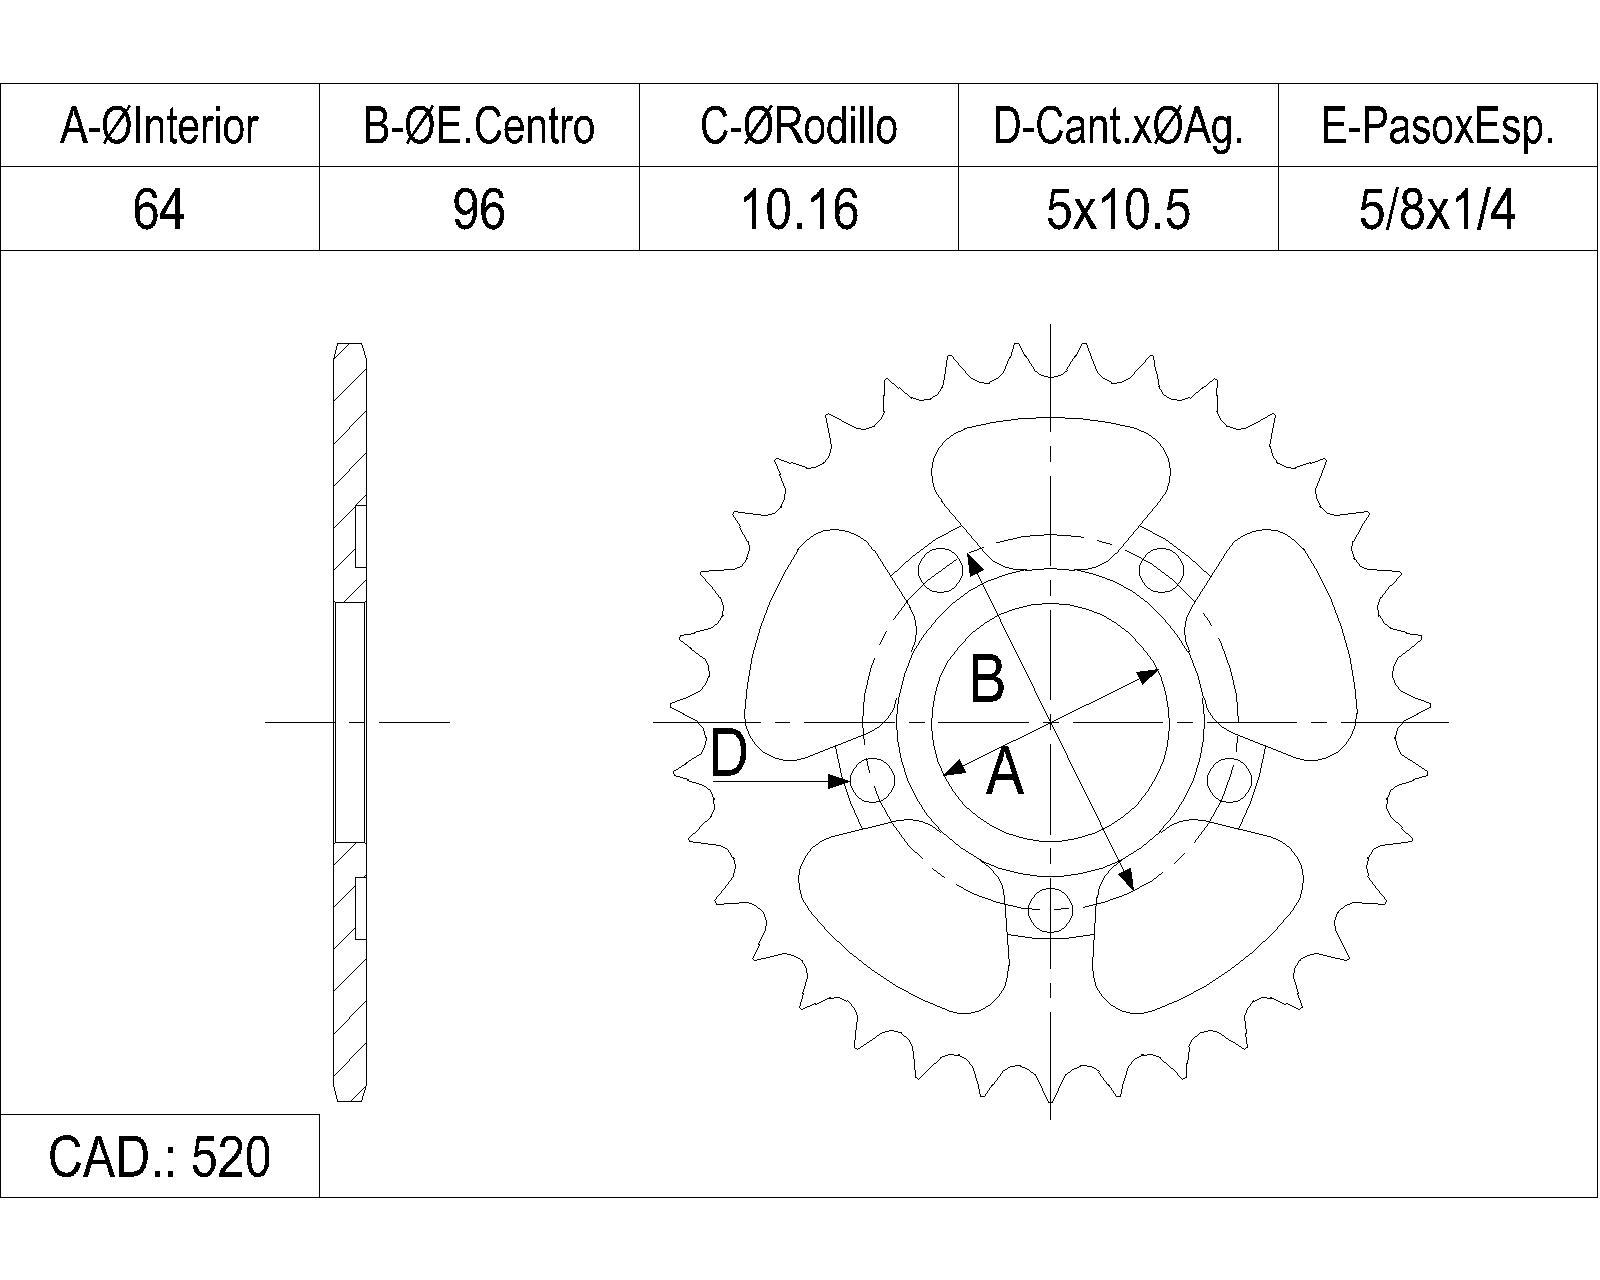 A-ØInterior B-ØE.Centro C-ØRodillo D-Cant.xØAg. E-PasoxEsp.
64 96 10.16 5x10.5 5/8x1/4
B
D
A
CAD.: 520